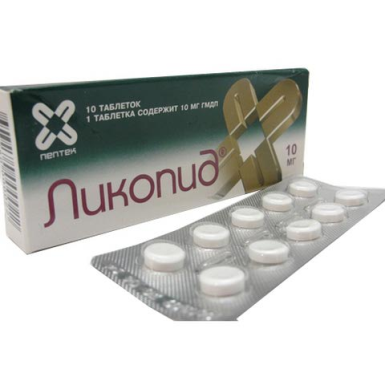 10 ТАБЛЕТОК
1 ТАБЛЕТКА СОДЕРЖИТ 10 МГ ГМДП
пептек
Ликопид®
10
МГ